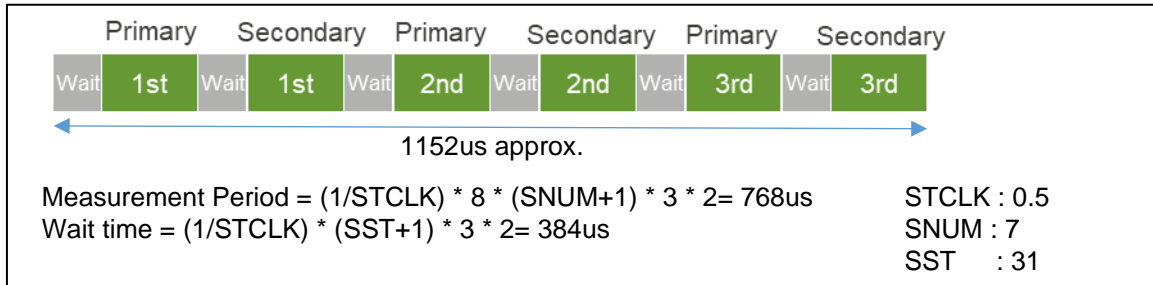 Primary Secondary Primary Secondary Primary Secondary
Wait 1st Wait 1st Wait 2nd Wait 2nd Wait 3rd Wait 3rd
1152us approx.
Measurement Period = (1/STCLK) * 8 * (SNUM+1) * 3 * 2= 768us
Wait time = (1/STCLK) * (SST+1) * 3 * 2= 384us
STCLK : 0.5
SNUM : 7
SST : 31